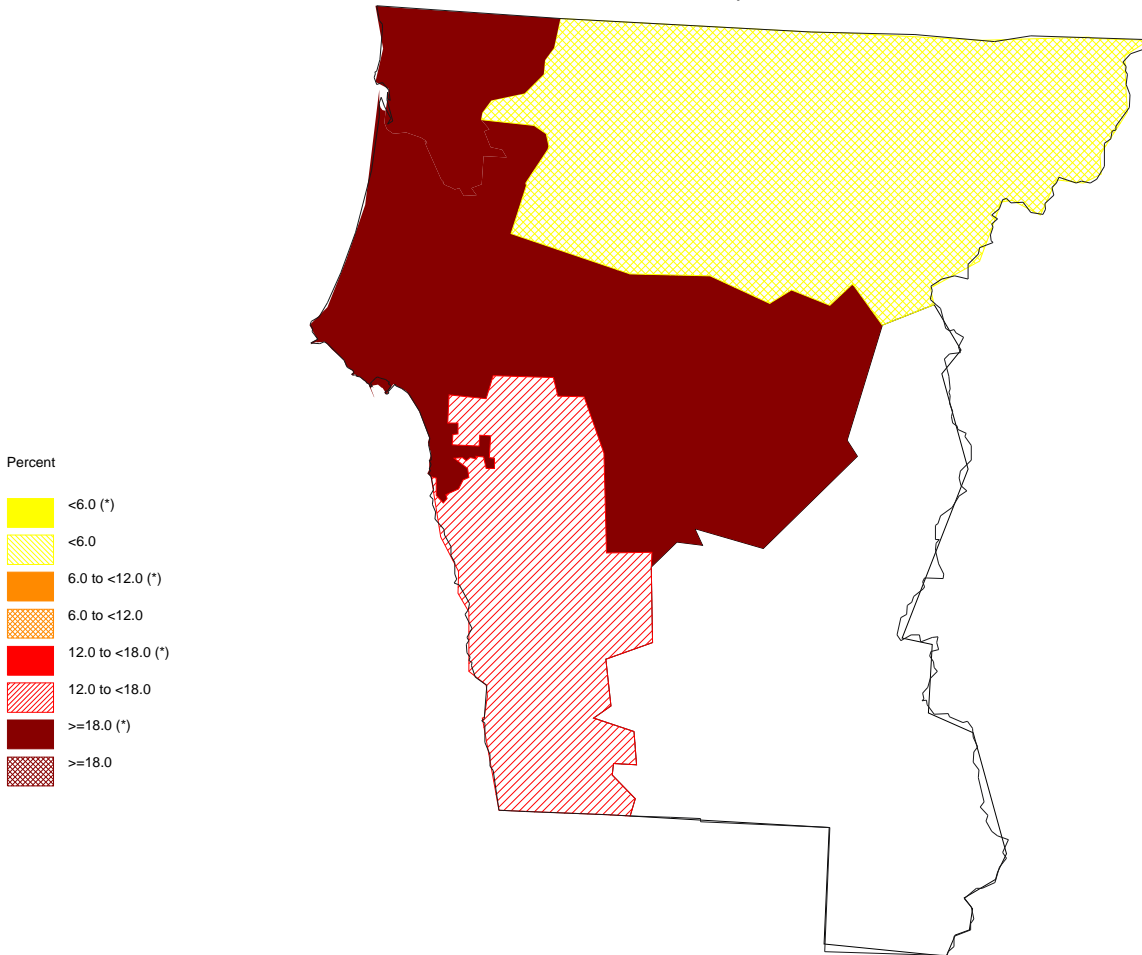 Percent
<6.0 (*)
<6.0
6.0 to <12.0 (*)
6.0 to <12.0
12.0 to <18.0 (*)
12.0 to <18.0
>=18.0 (*)
>=18.0